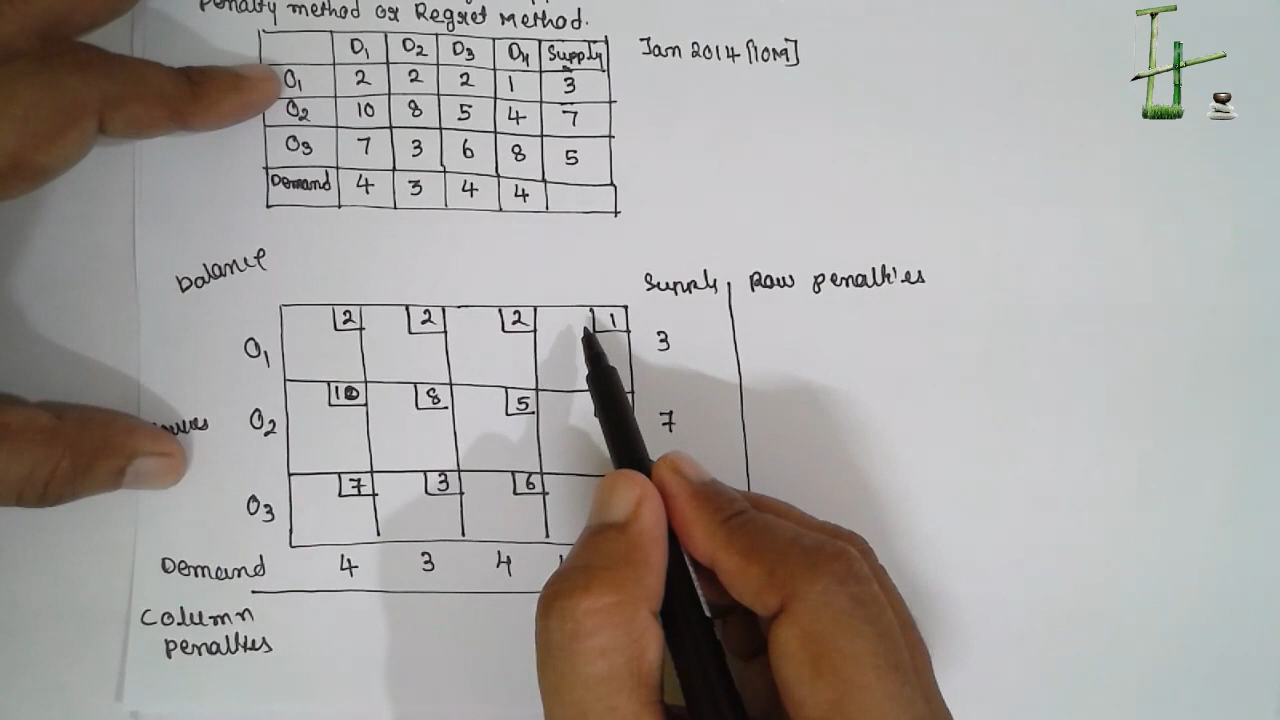 Penalty method or Regret Method.
D1 D2 D3 D4 Supply
O1 2 2 2 1 3
O2 10 8 5 4 7
O3 7 3 6 8 5
Demand 4 3 4 4
Jan 2014 [10M]
balance
Supply Row penalties
O1 2 2 2 1 3
O2 10 8 5 7
O3 7 3 6
Demand 4 3 4
Column
penalties